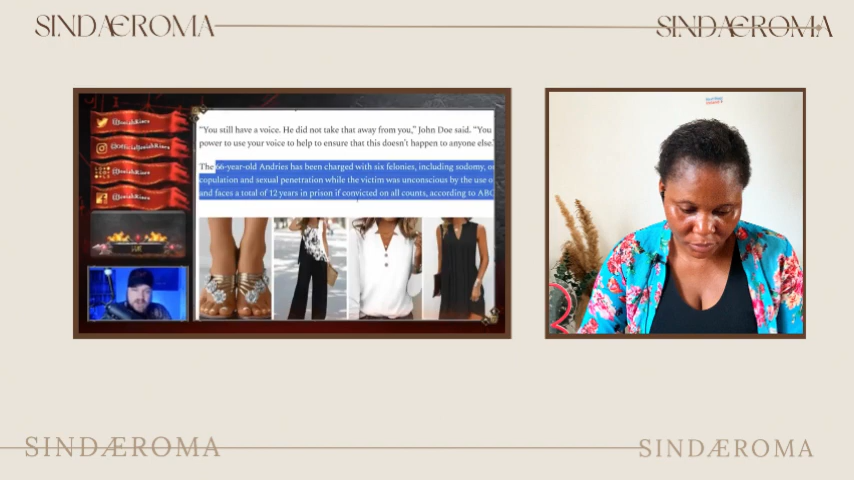 SINDÆROMA
SINDÆROMA
@JosiahRises
@OfficialJosiahRises
@JosiahRises
@JosiahRises
"You still have a voice. He did not take that away from you," John Doe said. "You
power to use your voice to help to ensure that this doesn't happen to anyone else.
The 66-year-old Andries has been charged with six felonies, including sodomy, o
copulation and sexual penetration while the victim was unconscious by the use o
and faces a total of 12 years in prison if convicted on all counts, according to ABC
SINDÆROMA
SINDÆROMA